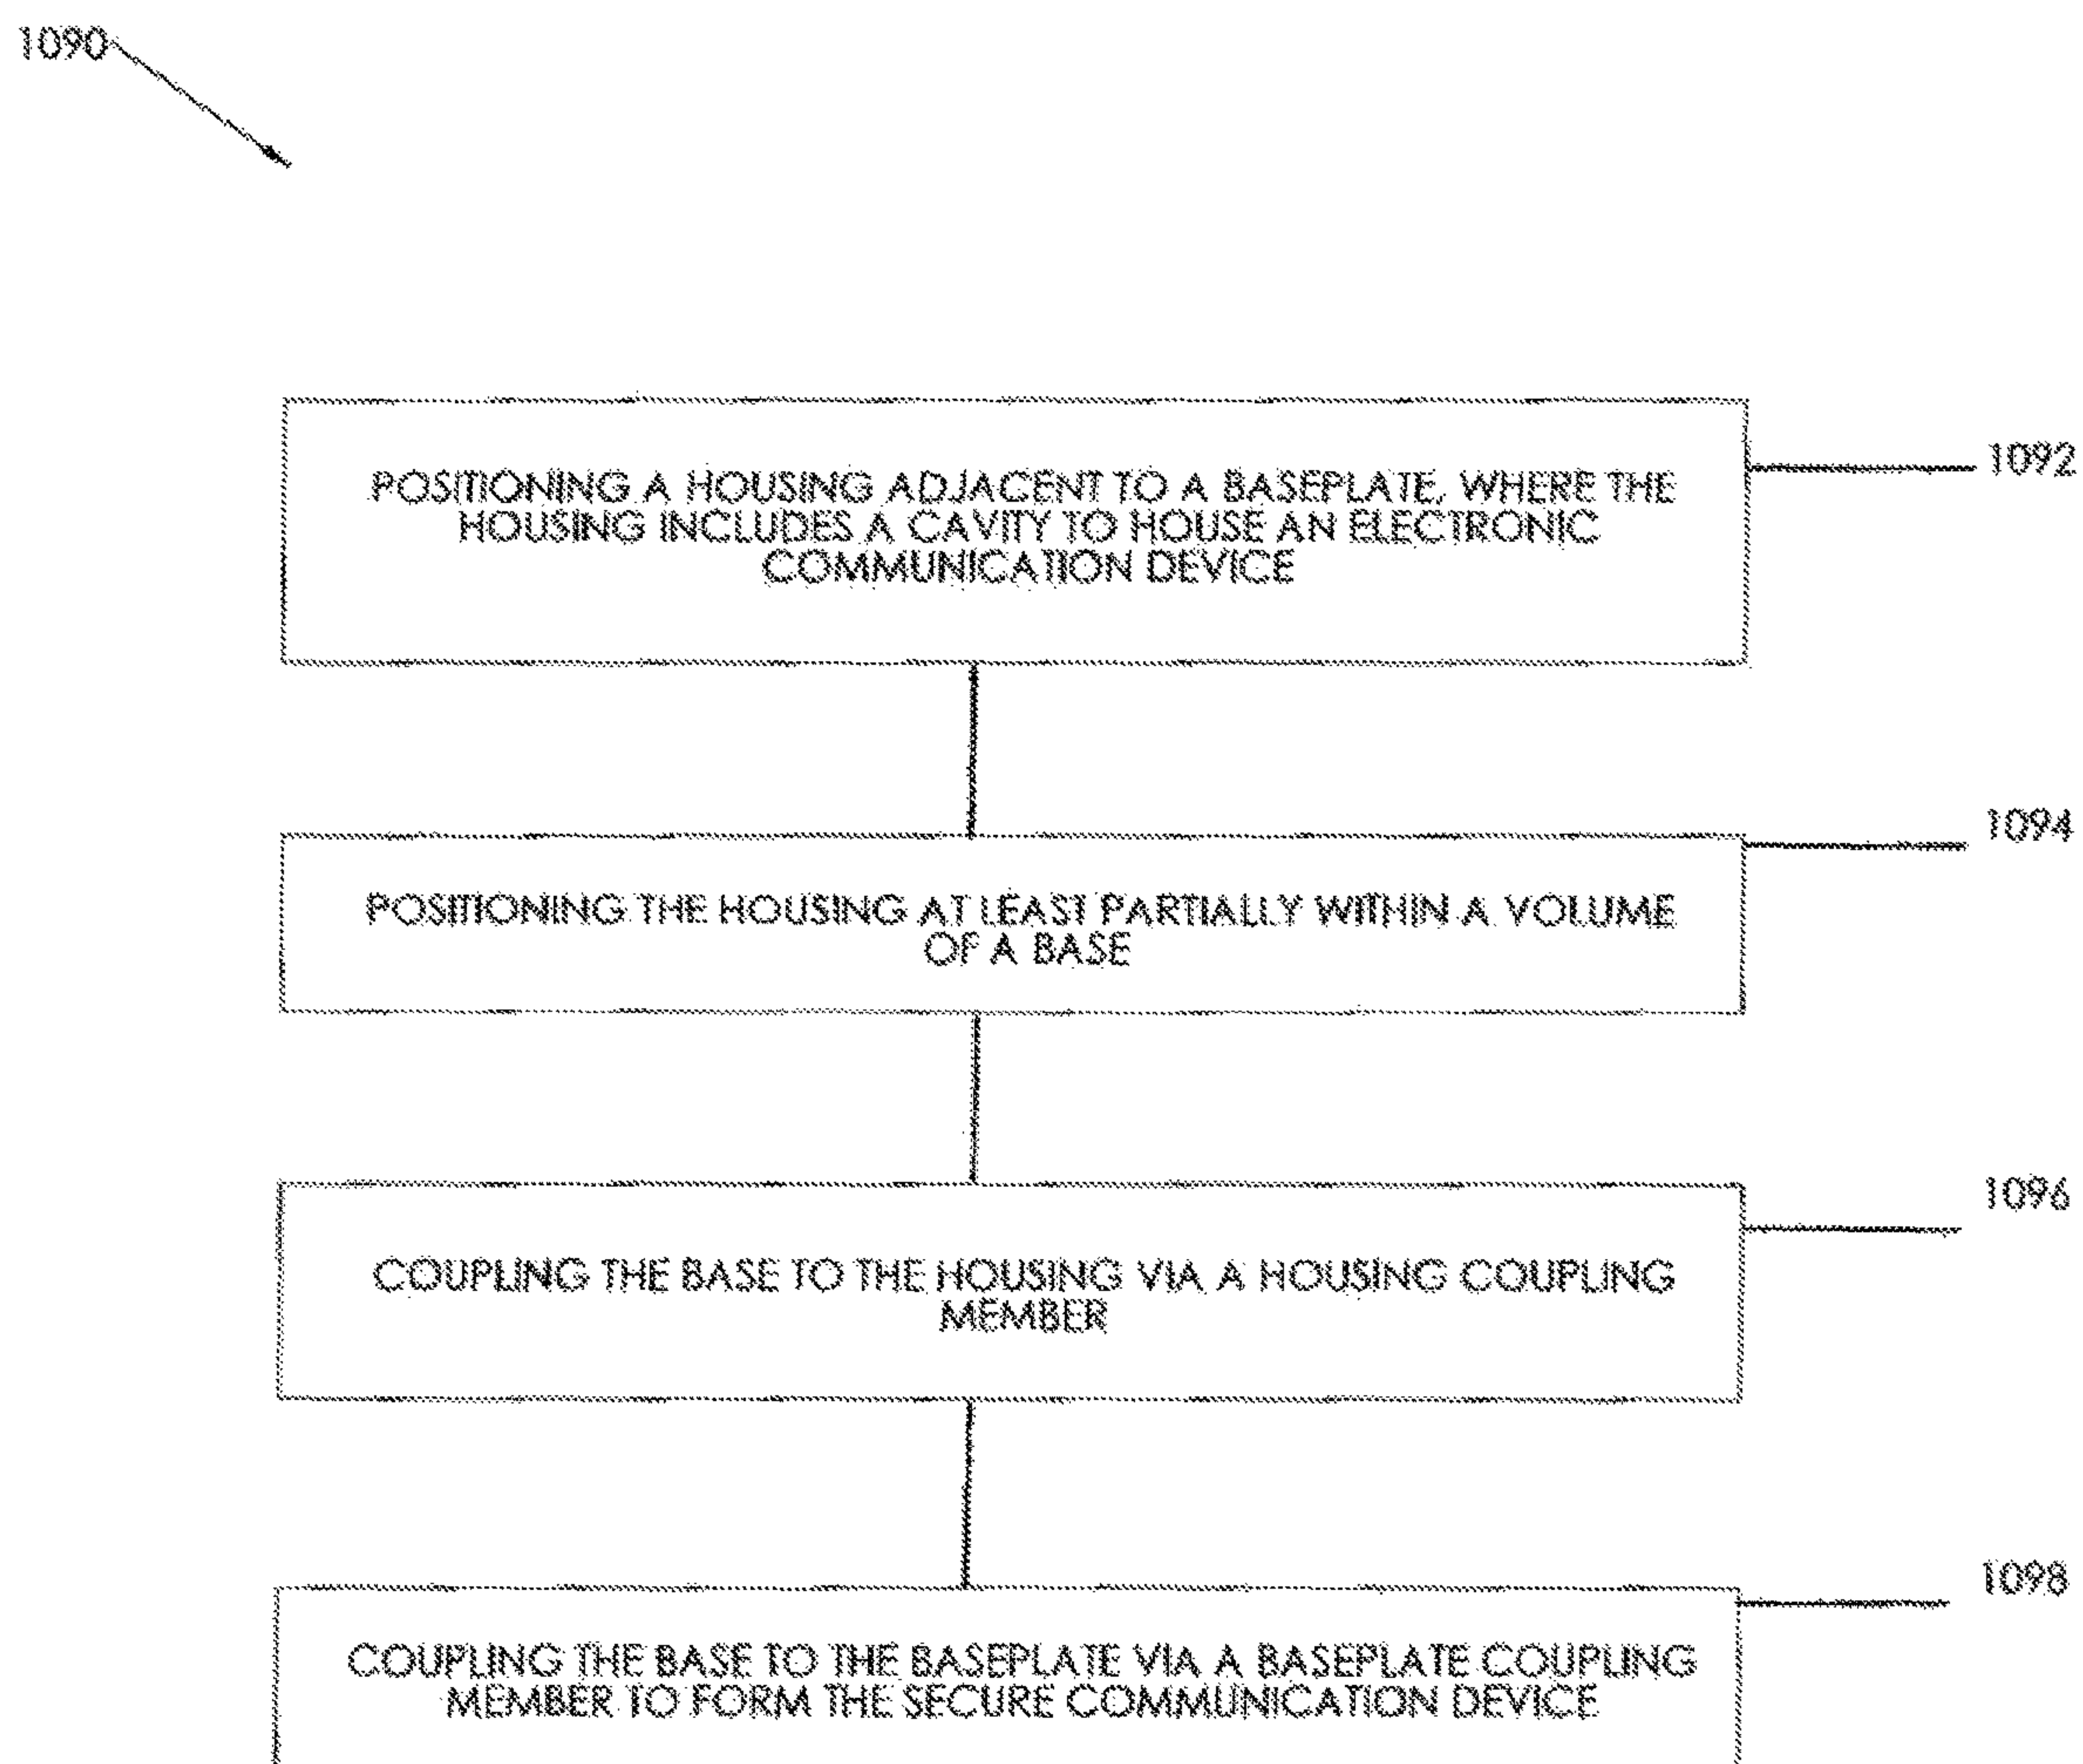 1090
POSITIONING A HOUSING ADJACENT TO A BASEPLATE, WHERE THE
HOUSING INCLUDES A CAVITY TO HOUSE AN ELECTRONIC
COMMUNICATION DEVICE
1092
POSITIONING THE HOUSING AT LEAST PARTIALLY WITHIN A VOLUME
OF A BASE
1094
COUPLING THE BASE TO THE HOUSING VIA A HOUSING COUPLING
MEMBER
1096
COUPLING THE BASE TO THE BASEPLATE VIA A BASEPLATE COUPLING
MEMBER TO FORM THE SECURE COMMUNICATION DEVICE
1098